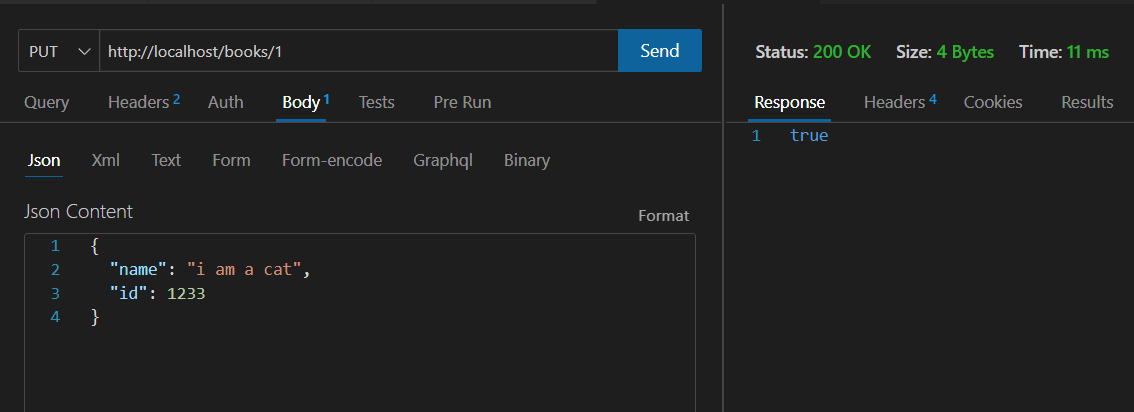 PUT http://localhost/books/1 Send
Query Headers 2 Auth Body 1 Tests Pre Run
Json Xml Text Form Form-encode Graphql Binary
Json Content
Format
1 {
2 "name": "i am a cat",
3 "id": 1233
4 }
Status: 200 OK Size: 4 Bytes Time: 11 ms
Response Headers 4 Cookies Results
1 true